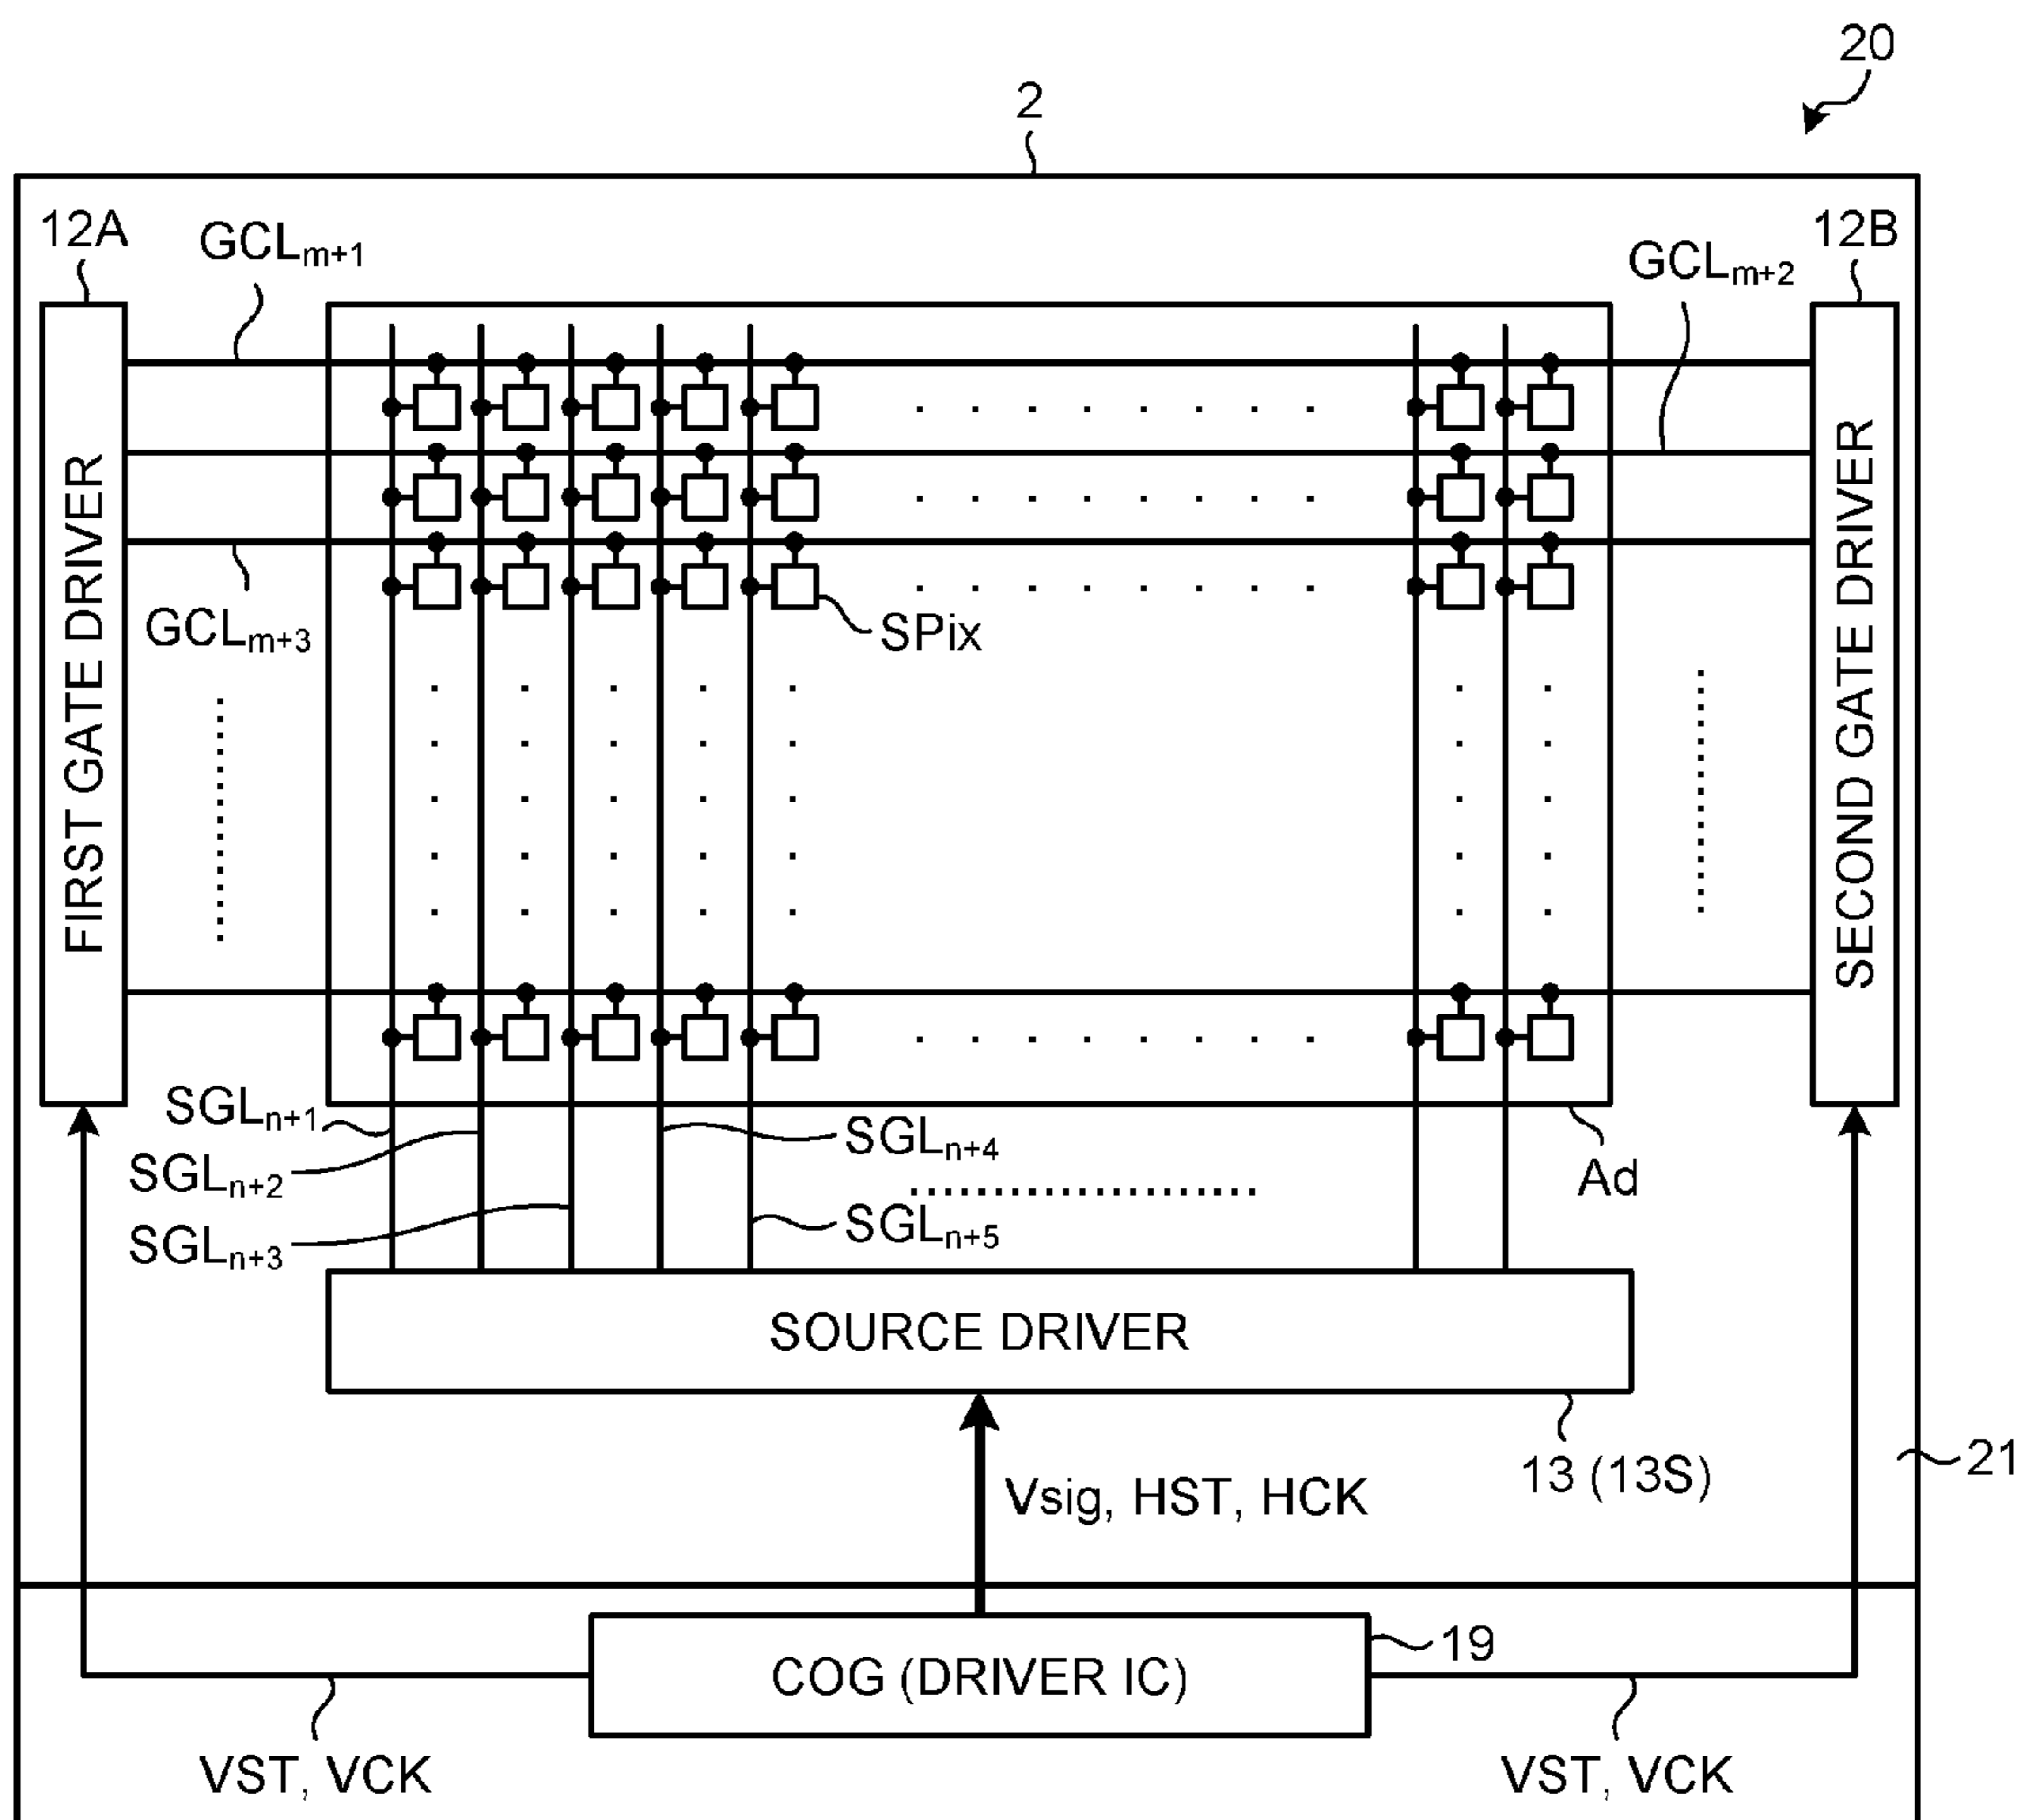 20
2
12A
GCLm+1
12B
GCLm+2
FIRST GATE DRIVER
SECOND GATE DRIVER
GCLm+3
SPix
SGLn+1
SGLn+2
SGLn+3
SGLn+4
SGLn+5
Ad
SOURCE DRIVER
13 (13S)
21
Vsig, HST, HCK
COG (DRIVER IC)
19
VST, VCK
VST, VCK